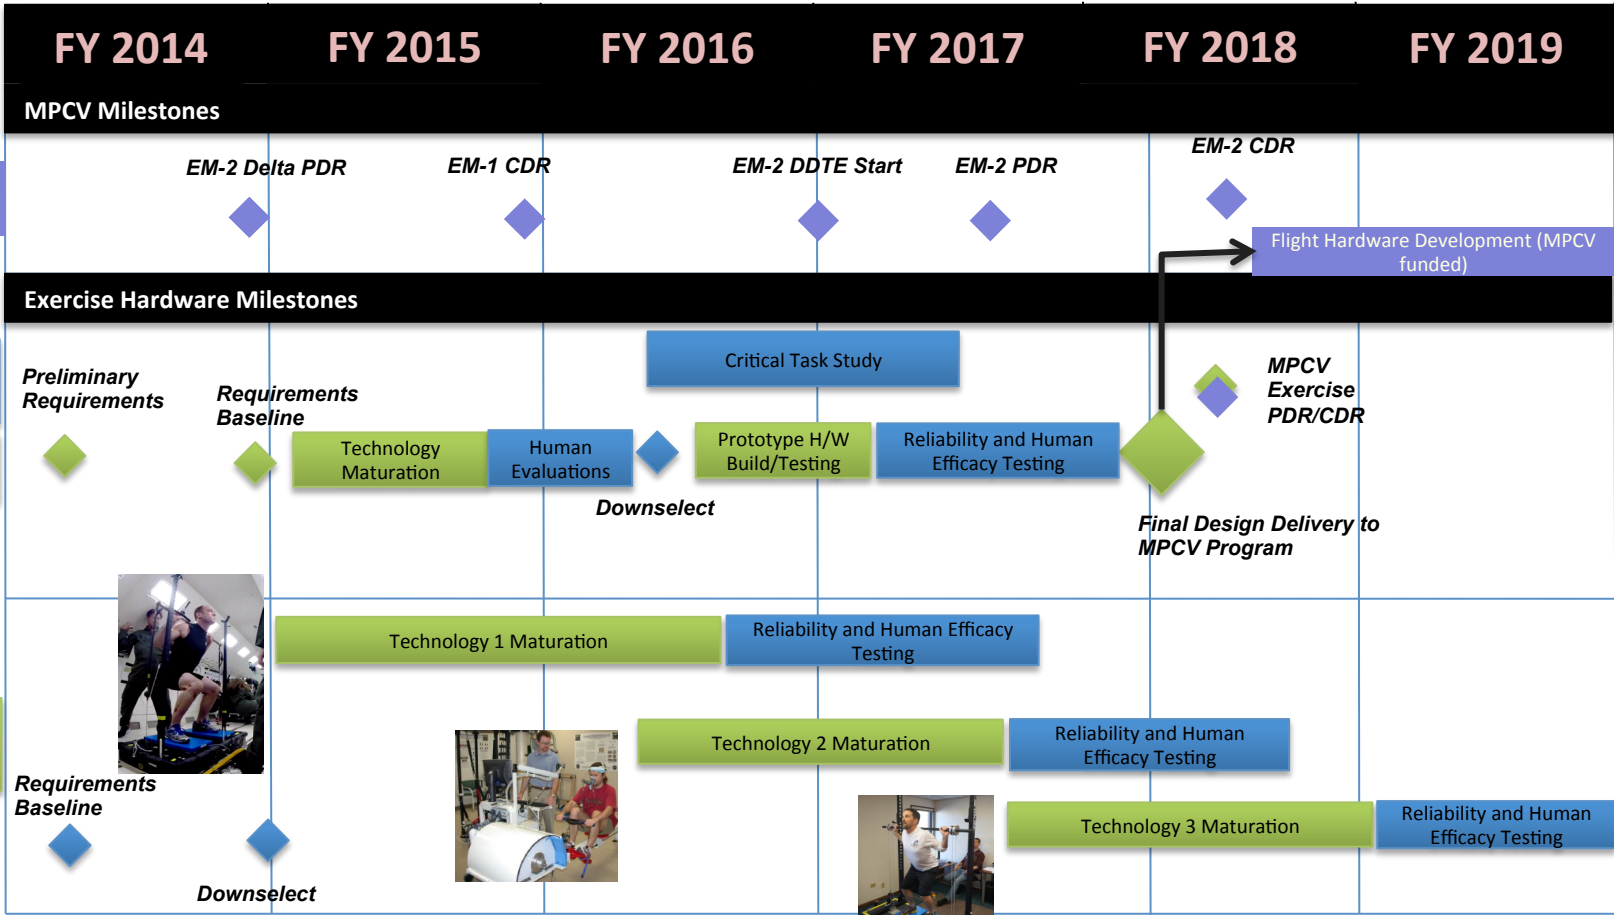 FY 2014 FY 2015 FY 2016 FY 2017 FY 2018 FY 2019
MPCV Milestones
EM-2 Delta PDR
EM-1 CDR
EM-2 DDTE Start
EM-2 PDR
EM-2 CDR
Flight Hardware Development (MPCV
funded)
Exercise Hardware Milestones
Critical Task Study
Preliminary
Requirements
Requirements
Baseline
Technology
Maturation
Human
Evaluations
Downselect
Prototype H/W
Build/Testing
Reliability and Human
Efficacy Testing
MPCV
Exercise
PDR/CDR
Final Design Delivery to
MPCV Program
Technology 1 Maturation
Reliability and Human Efficacy
Testing
Technology 2 Maturation
Reliability and Human
Efficacy Testing
Requirements
Baseline
Downselect
Technology 3 Maturation
Reliability and Human
Efficacy Testing